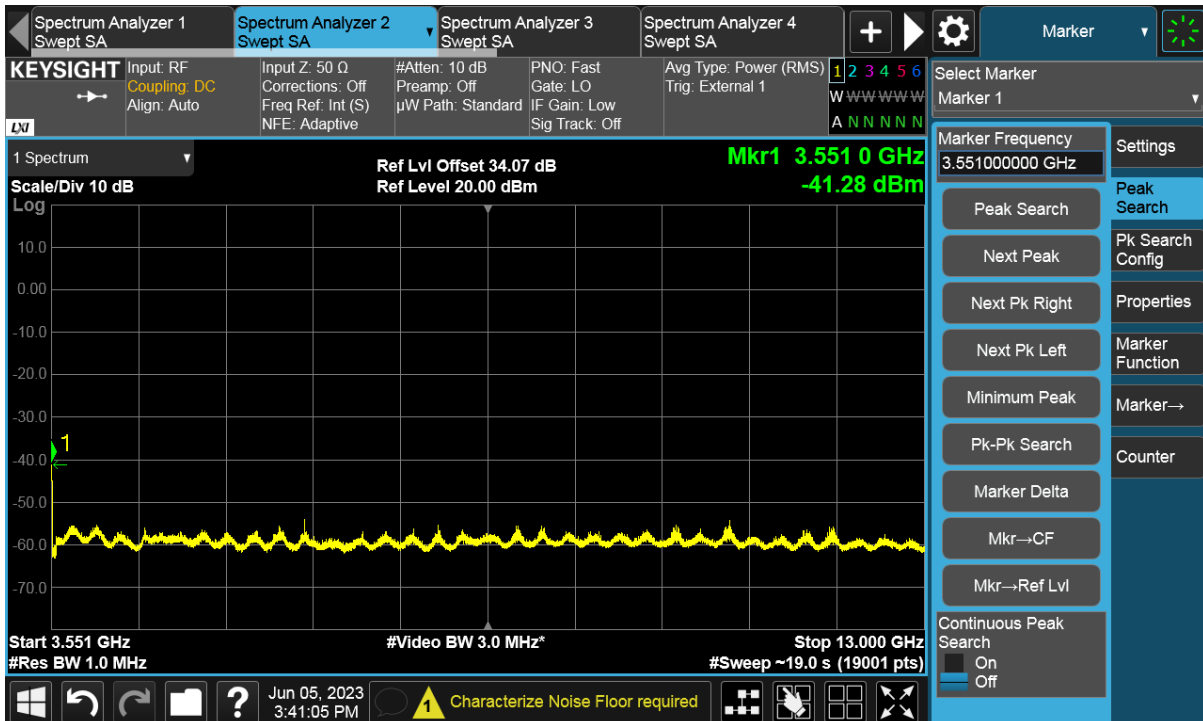 Spectrum Analyzer 1
Swept SA
Spectrum Analyzer 2
Swept SA
Spectrum Analyzer 3
Swept SA
Spectrum Analyzer 4
Swept SA
+
Marker
KEYSIGHT
LXI
Input: RF
Coupling: DC
Align: Auto
Input Z: 50 Ω
Corrections: Off
Freq Ref: Int (S)
NFE: Adaptive
#Atten: 10 dB
Preamp: Off
µW Path: Standard
PNO: Fast
Gate: LO
IF Gain: Low
Sig Track: Off
Avg Type: Power (RMS)
Trig: External 1
1 2 3 4 5 6
W W W W W W
A N N N N N
Select Marker
Marker 1
1 Spectrum
Scale/Div 10 dB
Ref Lvl Offset 34.07 dB
Ref Level 20.00 dBm
Mkr1 3.551 0 GHz
-41.28 dBm
Log
10.0
0.00
-10.0
-20.0
-30.0
-40.0
-50.0
-60.0
-70.0
1
Start 3.551 GHz
#Res BW 1.0 MHz
#Video BW 3.0 MHz*
Stop 13.000 GHz
#Sweep ~19.0 s (19001 pts)
Marker Frequency
3.551000000 GHz
Peak Search
Next Peak
Next Pk Right
Next Pk Left
Minimum Peak
Pk-Pk Search
Marker Delta
Mkr→CF
Mkr→Ref Lvl
Continuous Peak
Search
On
Off
Settings
Peak
Search
Pk Search
Config
Properties
Marker
Function
Marker→
Counter
?
Jun 05, 2023
3:41:05 PM
1
Characterize Noise Floor required